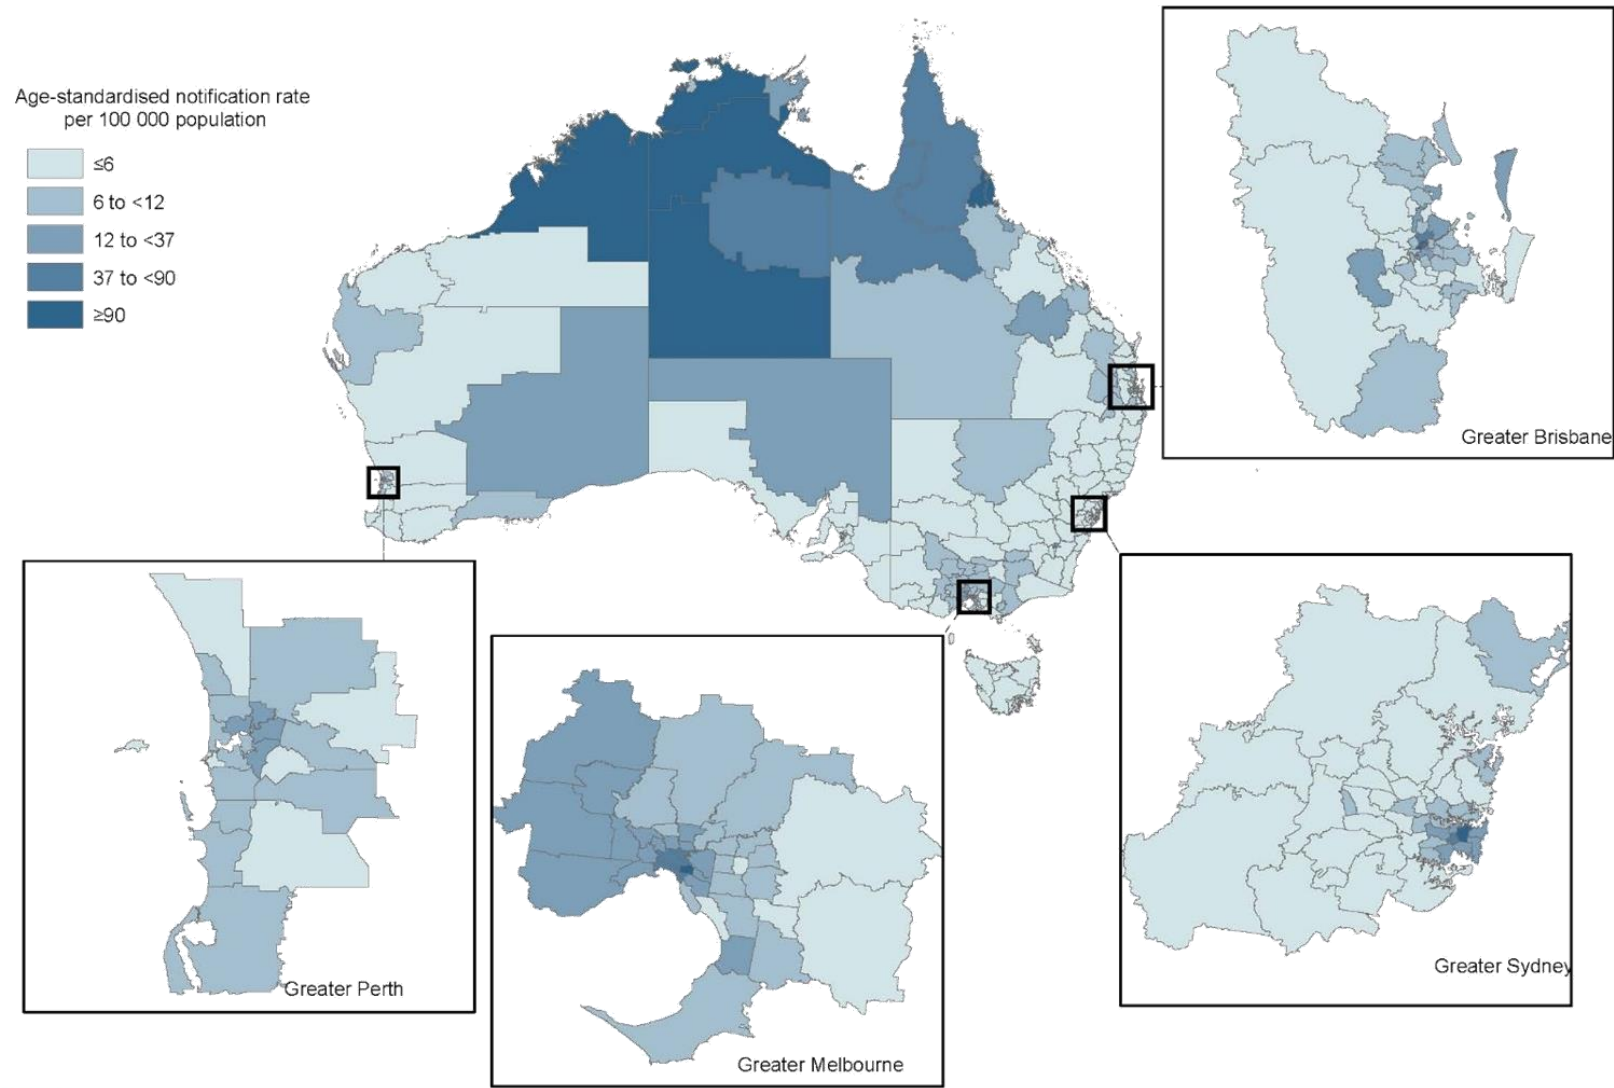 Age-standardised notification rate
per 100 000 population
≤6
6 to <12
12 to <37
37 to <90
≥90
Greater Brisbane
Greater Sydney
Greater Perth
Greater Melbourne